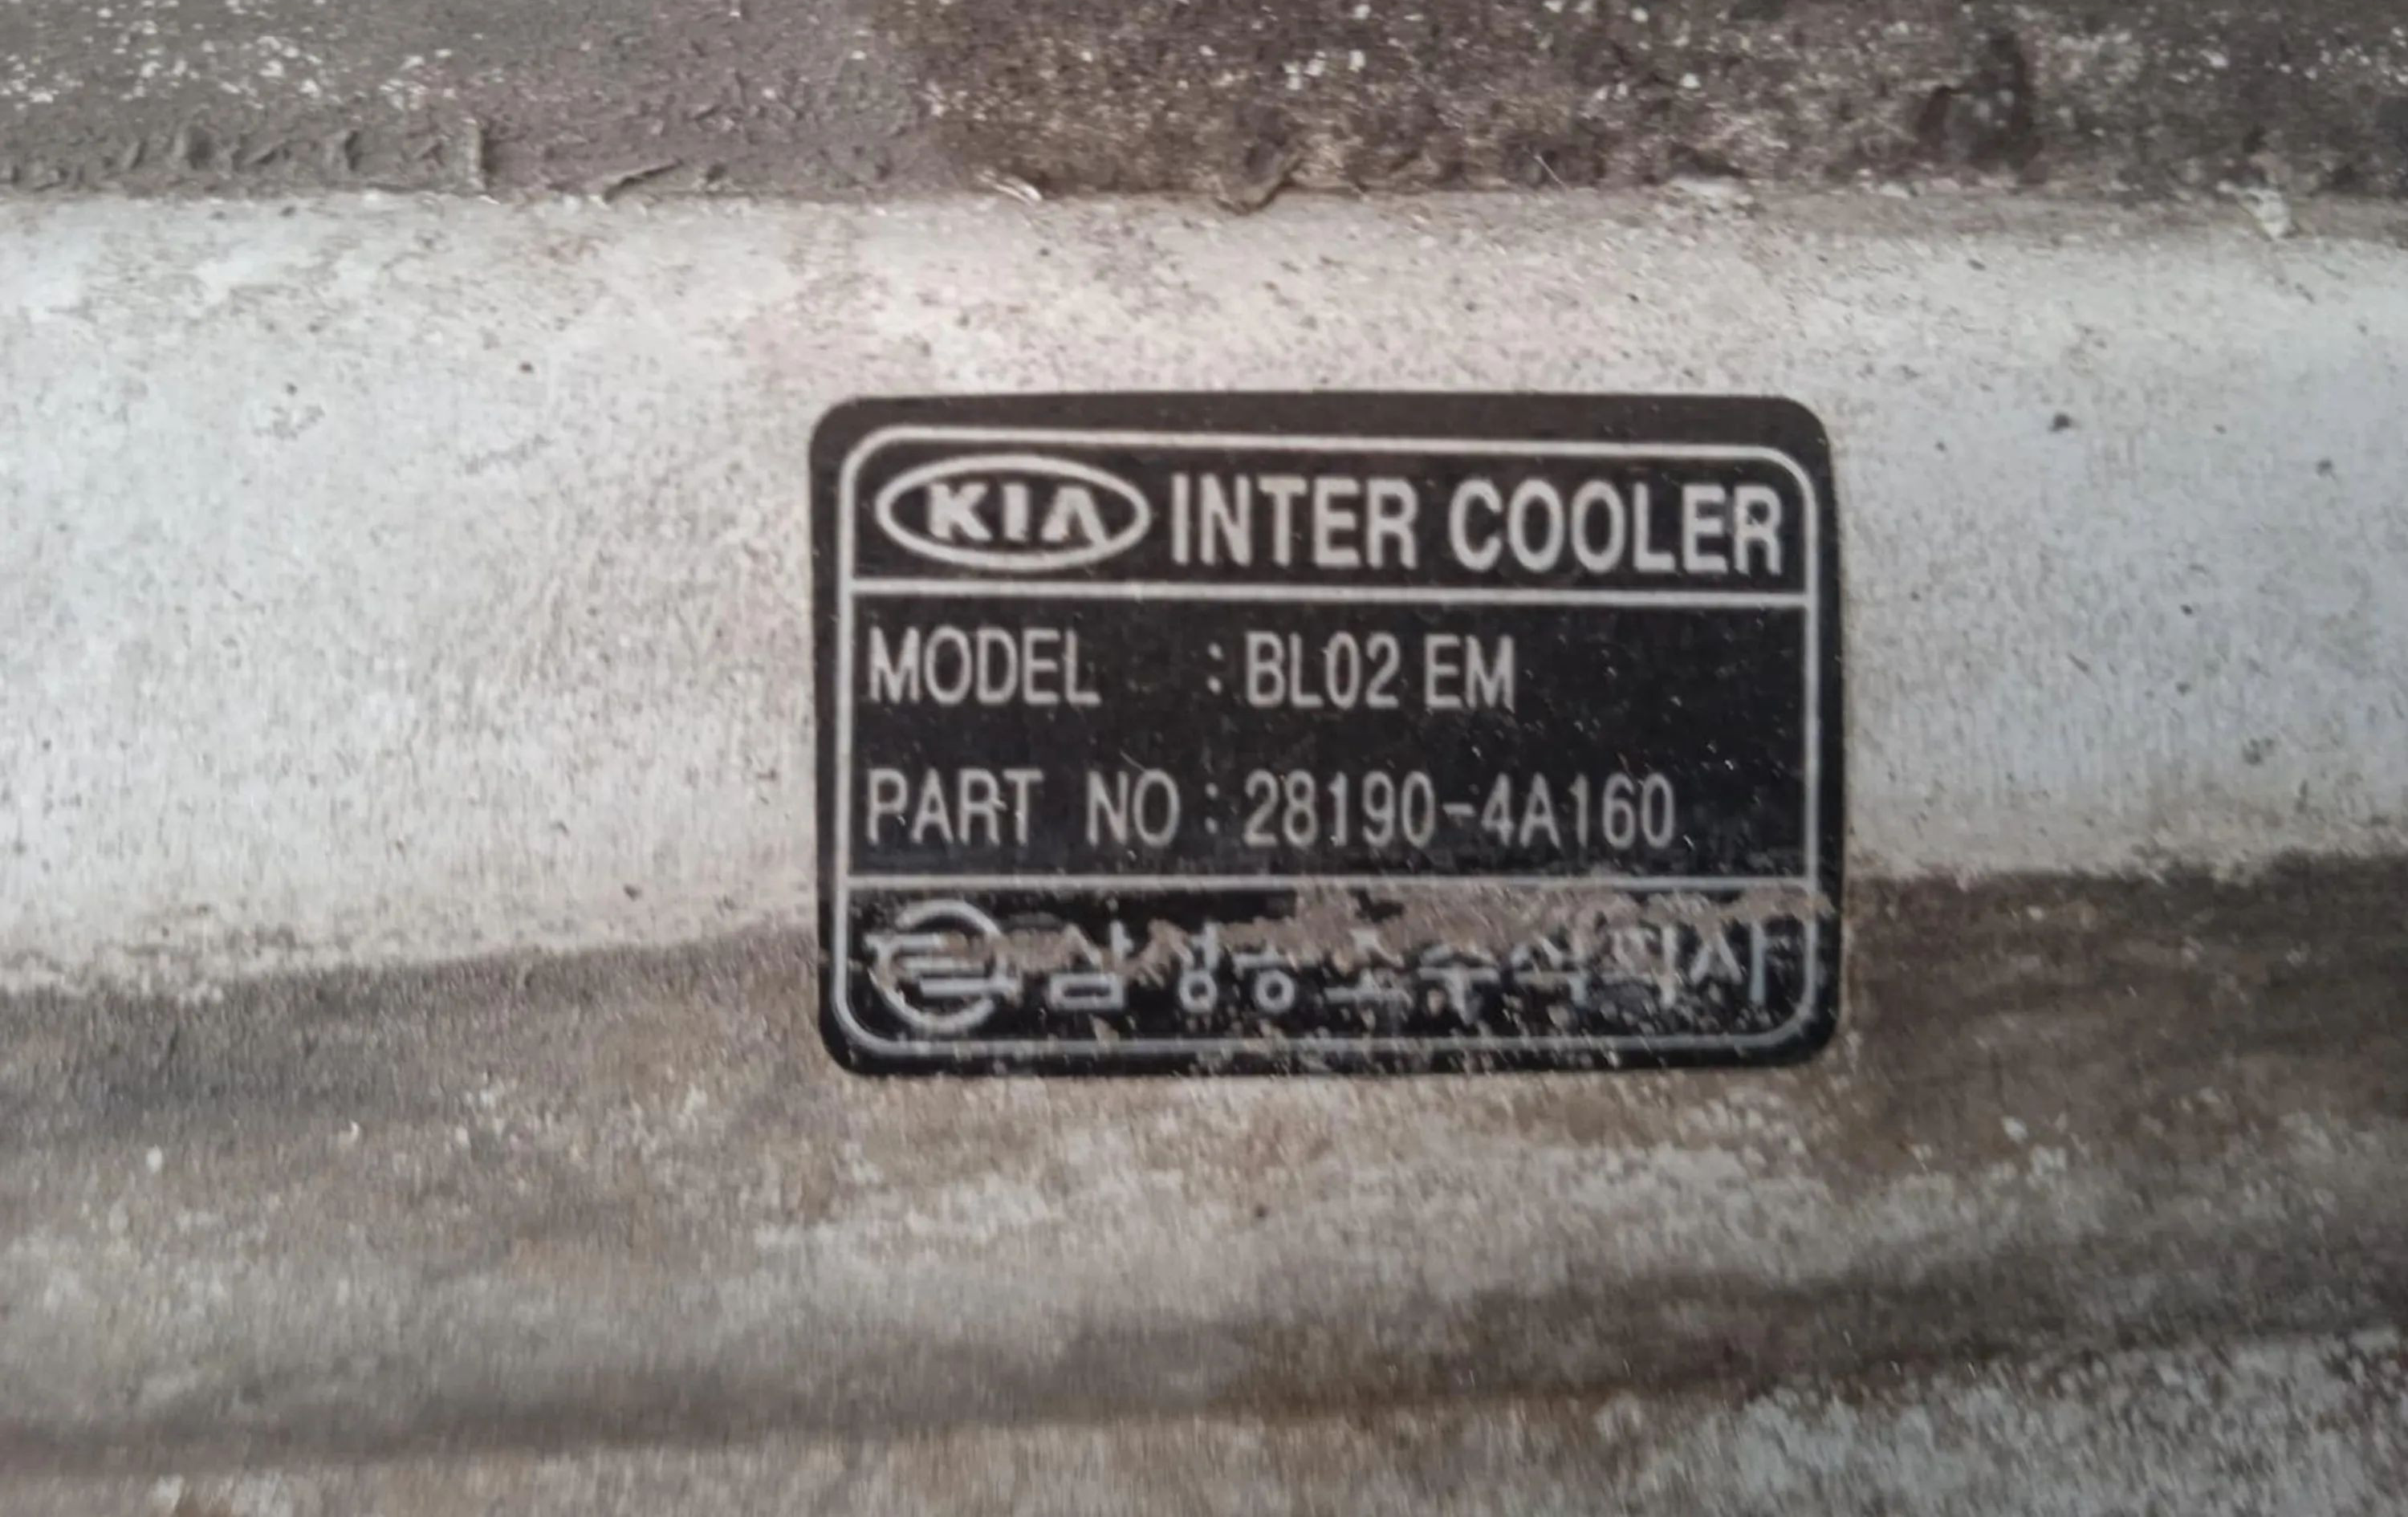 KIA INTER COOLER
MODEL : BL02 EM
PART NO : 28190-4A160